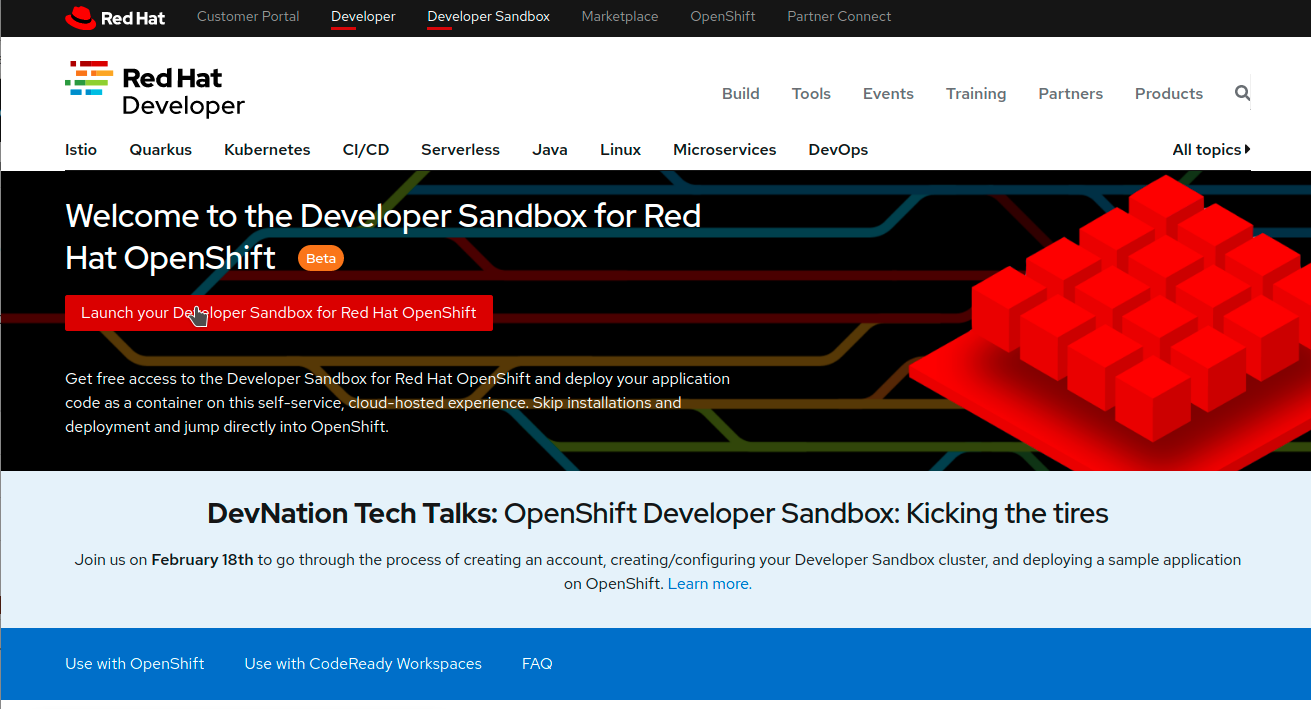 Red Hat Customer Portal Developer Developer Sandbox Marketplace OpenShift Partner Connect
Red Hat
Developer
Build Tools Events Training Partners Products
Istio Quarkus Kubernetes CI/CD Serverless Java Linux Microservices DevOps All topics
Welcome to the Developer Sandbox for Red
Hat OpenShift Beta
Launch your Developer Sandbox for Red Hat OpenShift
Get free access to the Developer Sandbox for Red Hat OpenShift and deploy your application
code as a container on this self-service, cloud-hosted experience. Skip installations and
deployment and jump directly into OpenShift.
DevNation Tech Talks: OpenShift Developer Sandbox: Kicking the tires
Join us on February 18th to go through the process of creating an account, creating/configuring your Developer Sandbox cluster, and deploying a sample application
on OpenShift. Learn more.
Use with OpenShift Use with CodeReady Workspaces FAQ